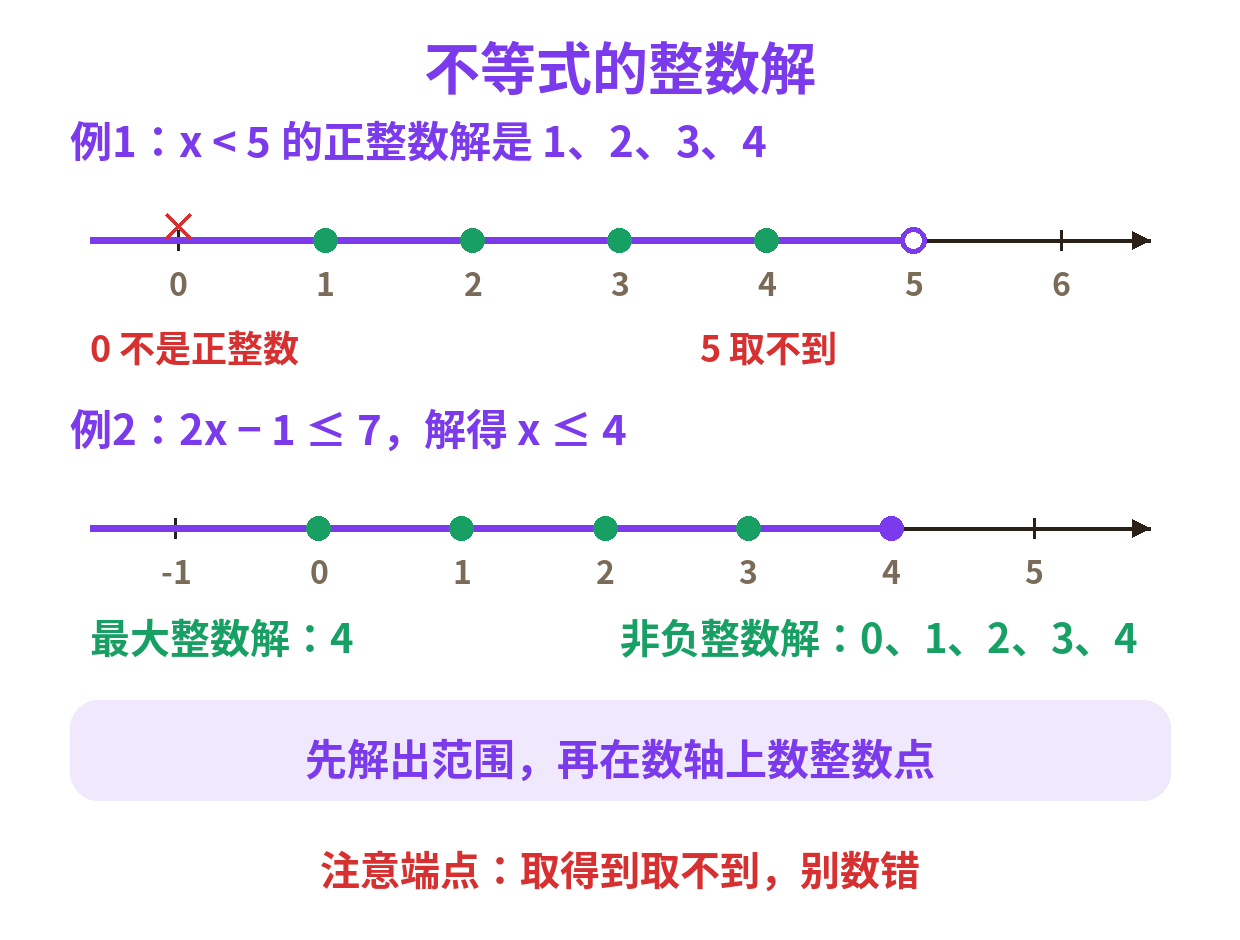 不等式的整数解
例1：x < 5 的正整数解是 1、2、3、4
0 1 2 3 4 5 6
0 不是正整数 5 取不到
例2：2x − 1 ≤ 7，解得 x ≤ 4
-1 0 1 2 3 4 5
最大整数解：4 非负整数解：0、1、2、3、4
先解出范围，再在数轴上数整数点
注意端点：取得到取不到，别数错